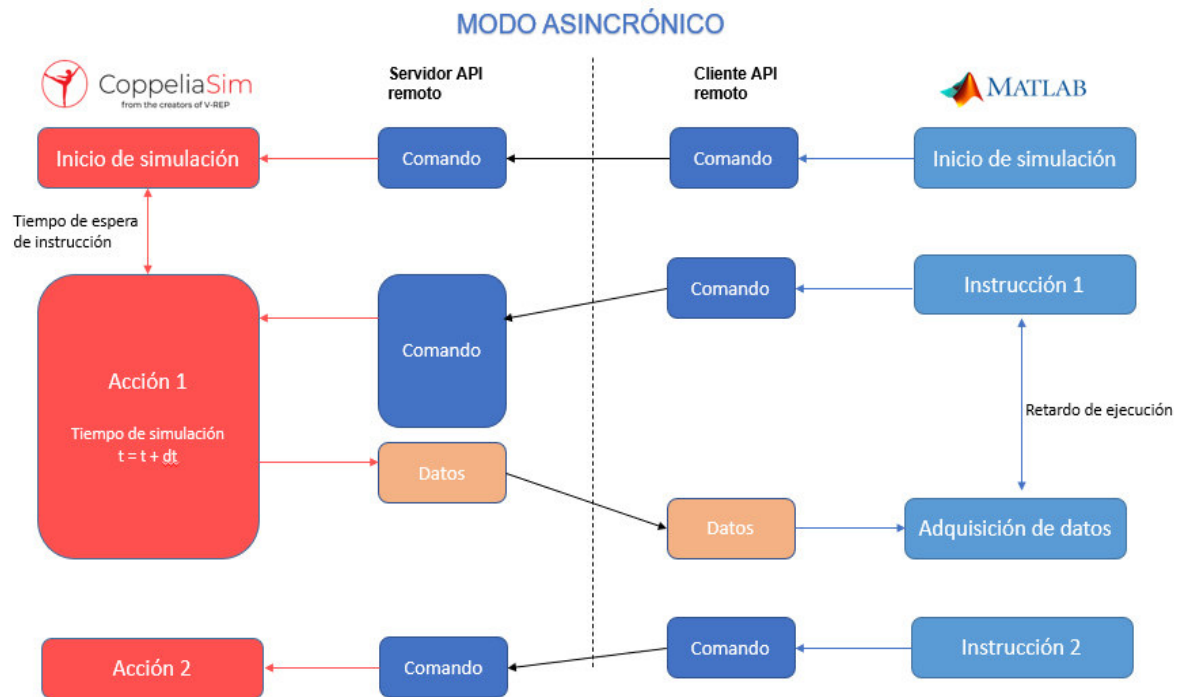 MODO ASINCRÓNICO
CoppeliaSim
from the creators of V-REP
Servidor API
remoto
Cliente API
remoto
MATLAB
Inicio de simulación
Comando
Comando
Inicio de simulación
Tiempo de espera
de instrucción
Comando
Instrucción 1
Comando
Acción 1
Tiempo de simulación
t = t + dt
Retardo de ejecución
Datos
Datos
Adquisición de datos
Comando
Instrucción 2
Acción 2
Comando